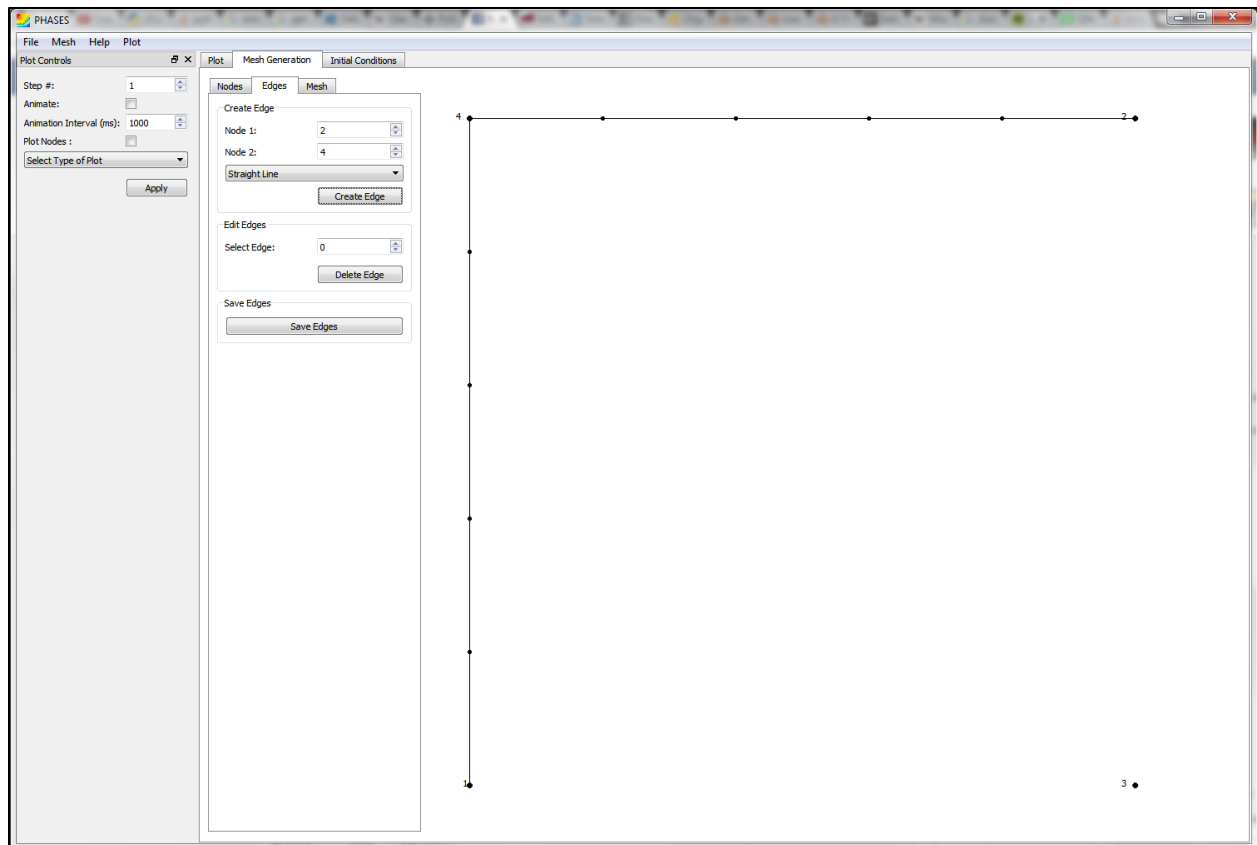 PHASES
File Mesh Help Plot
Plot Controls
Step #: 1
Animate:
Animation Interval (ms): 1000
Plot Nodes :
Select Type of Plot
Apply
Plot Mesh Generation Initial Conditions
Nodes Edges Mesh
Create Edge
Node 1: 2
Node 2: 4
Straight Line
Create Edge
Edit Edges
Select Edge: 0
Delete Edge
Save Edges
Save Edges
4 2
1 3